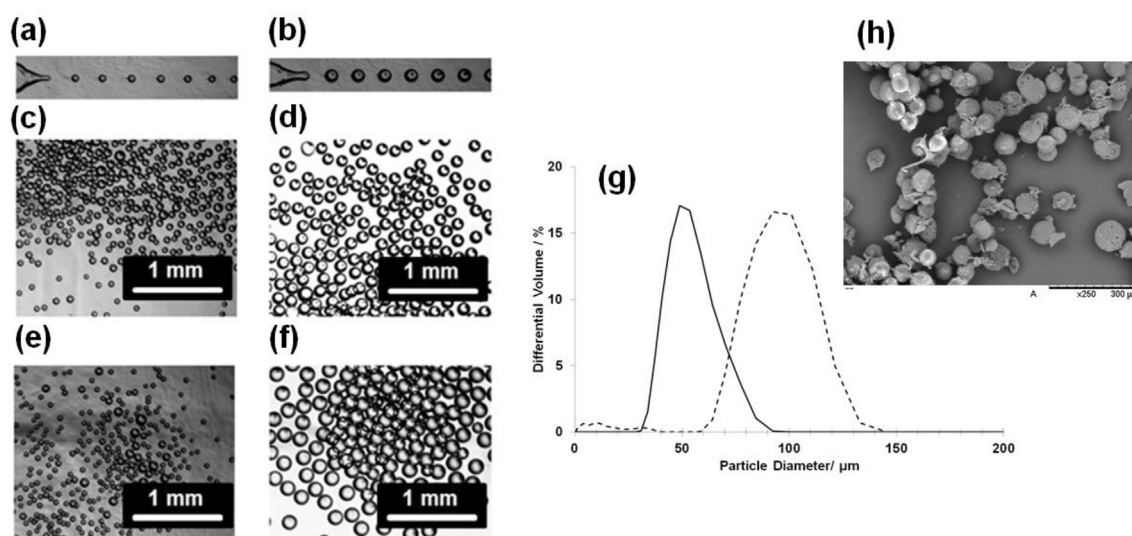 (a)
(b)
(h)
(c)
(d)
1 mm
1 mm
(g)
(e)
(f)
1 mm
1 mm
20
15
10
5
0
0
50
100
150
200
Differential Volume / %
Particle Diameter/ µm
A x250 300 µ